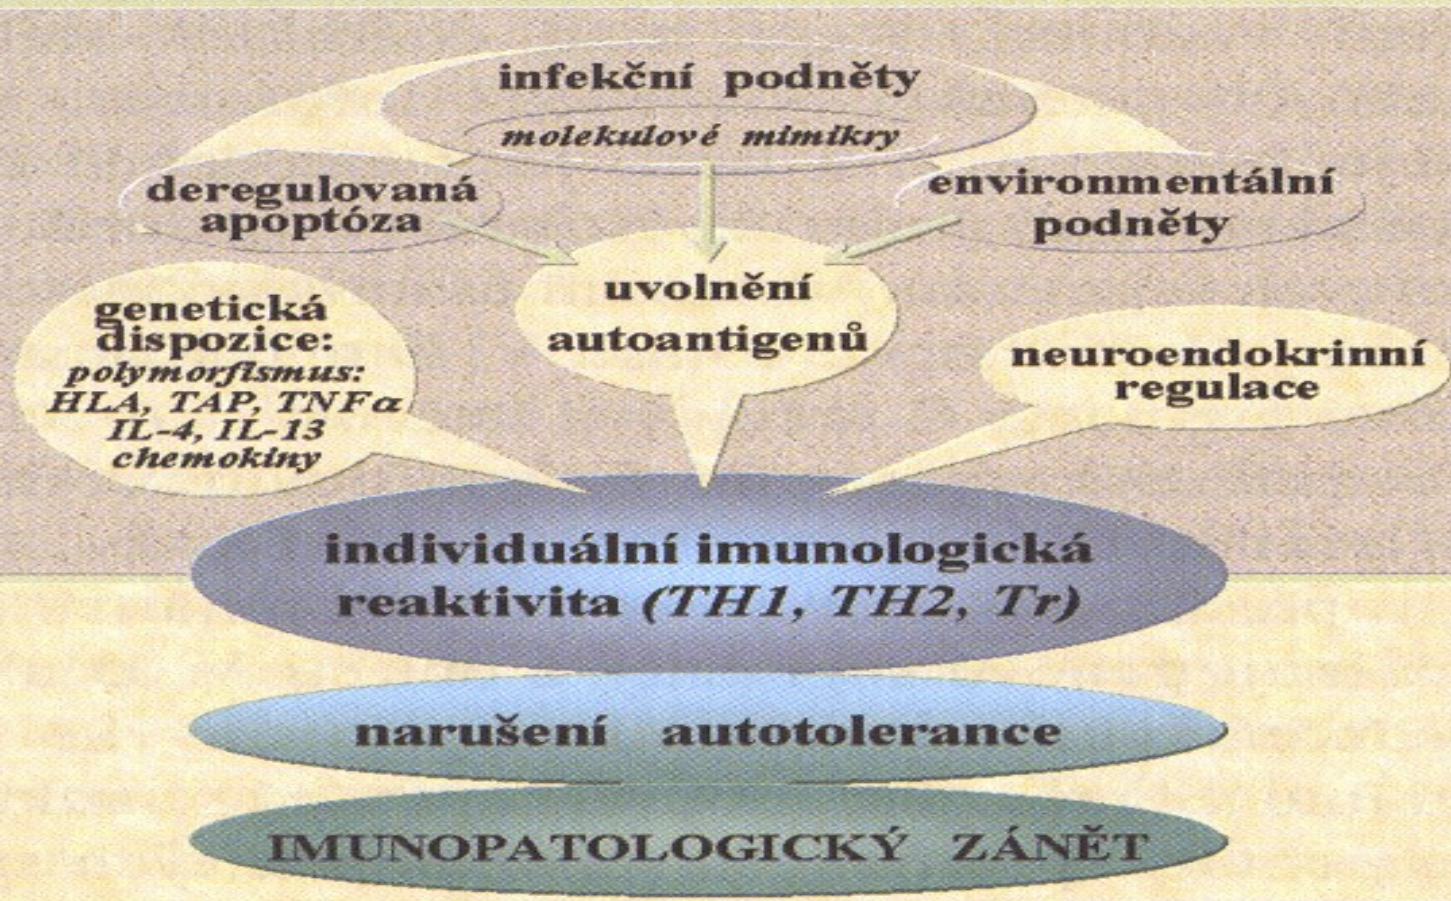 infekční podněty
molekulové mimikry
deregulovaná
apoptóza
environmentální
podněty
uvolnění
autoantigenů
genetická
dispozice:
polymorfismus:
HLA, TAP, TNFα
IL-4, IL-13
chemokiny
neuroendokrinní
regulace
individuální imunologická
reaktivita (TH1, TH2, Tr)
narušení autotolerance
IMUNOPATOLOGICKÝ ZÁNĚT